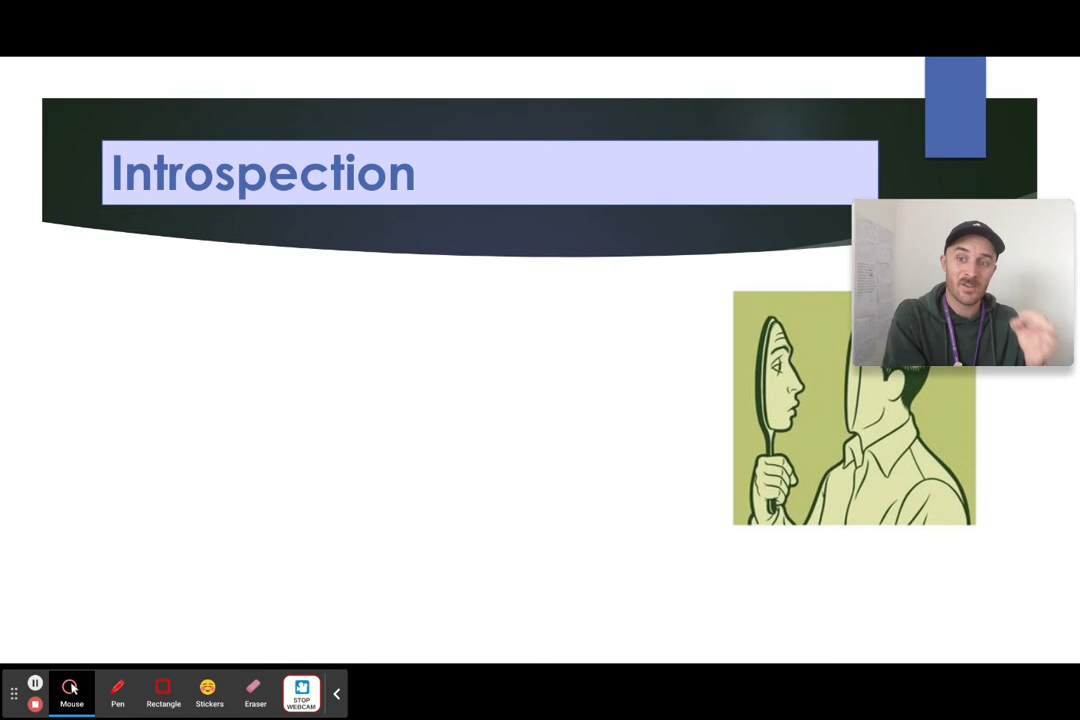 Introspection
Mouse
Pen
Rectangle
Stickers
Eraser
STOP
WEBCAM